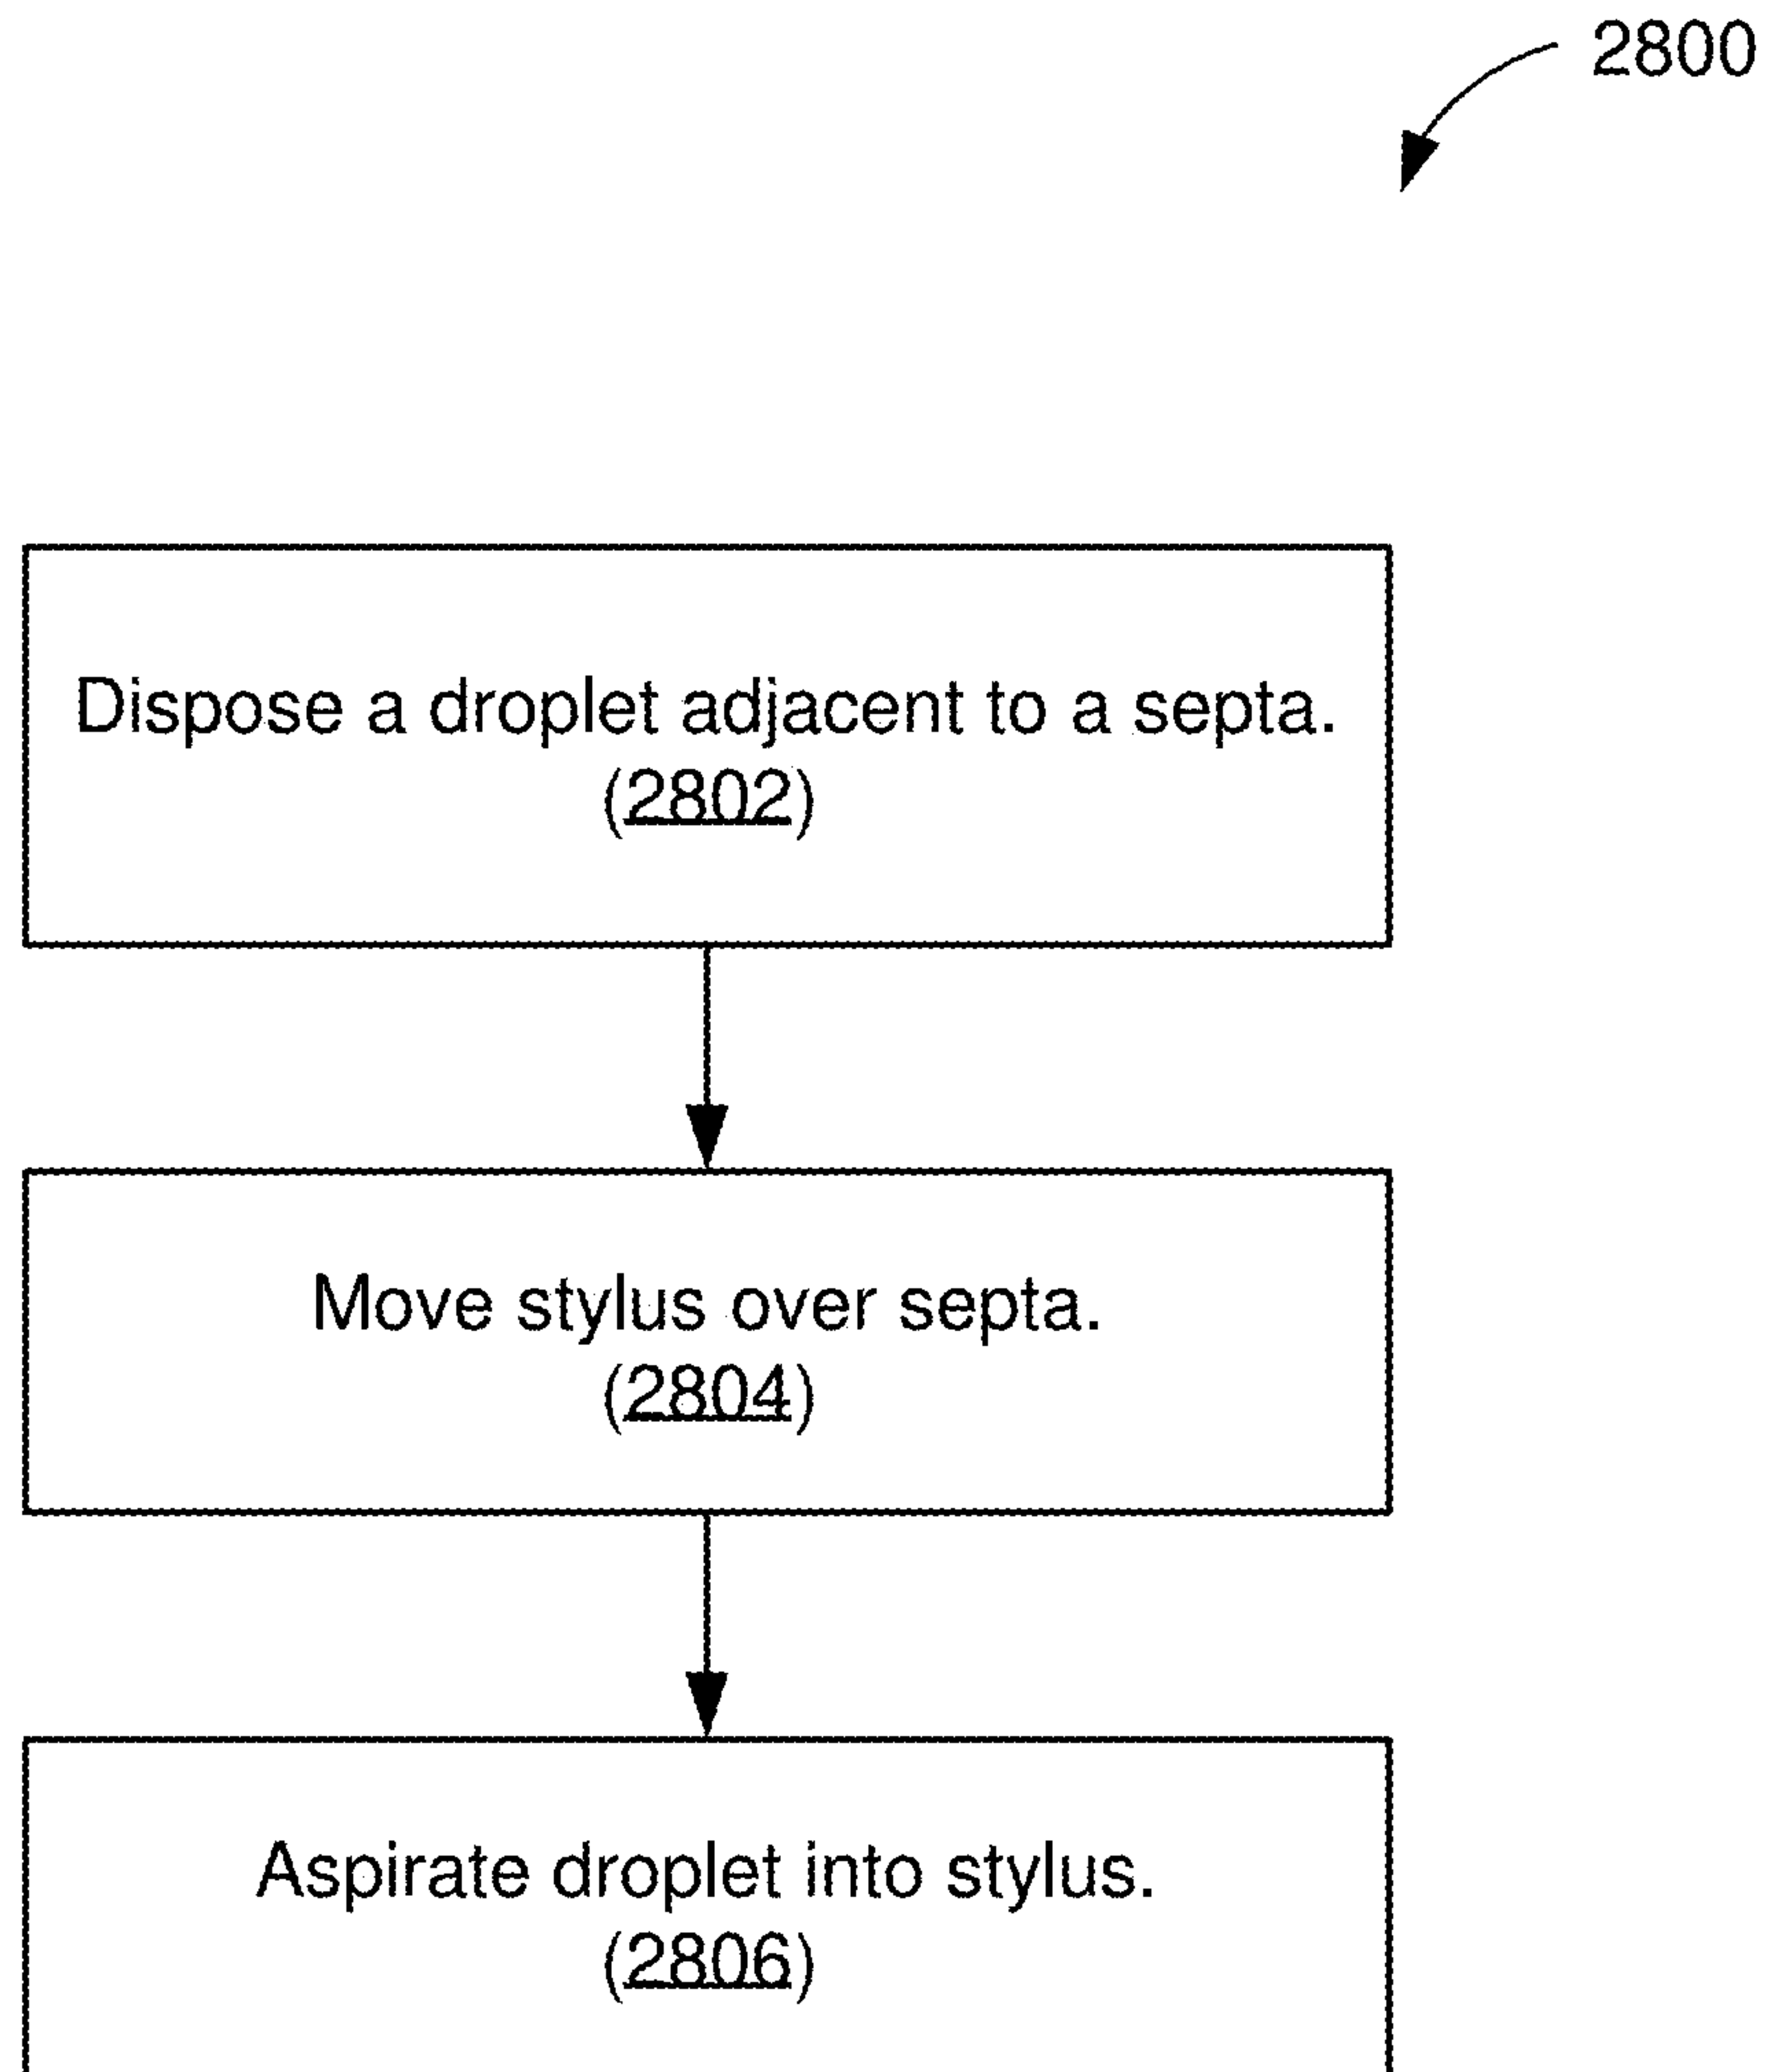 2800
Dispose a droplet adjacent to a septa.
(2802)
Move stylus over septa.
(2804)
Aspirate droplet into stylus.
(2806)